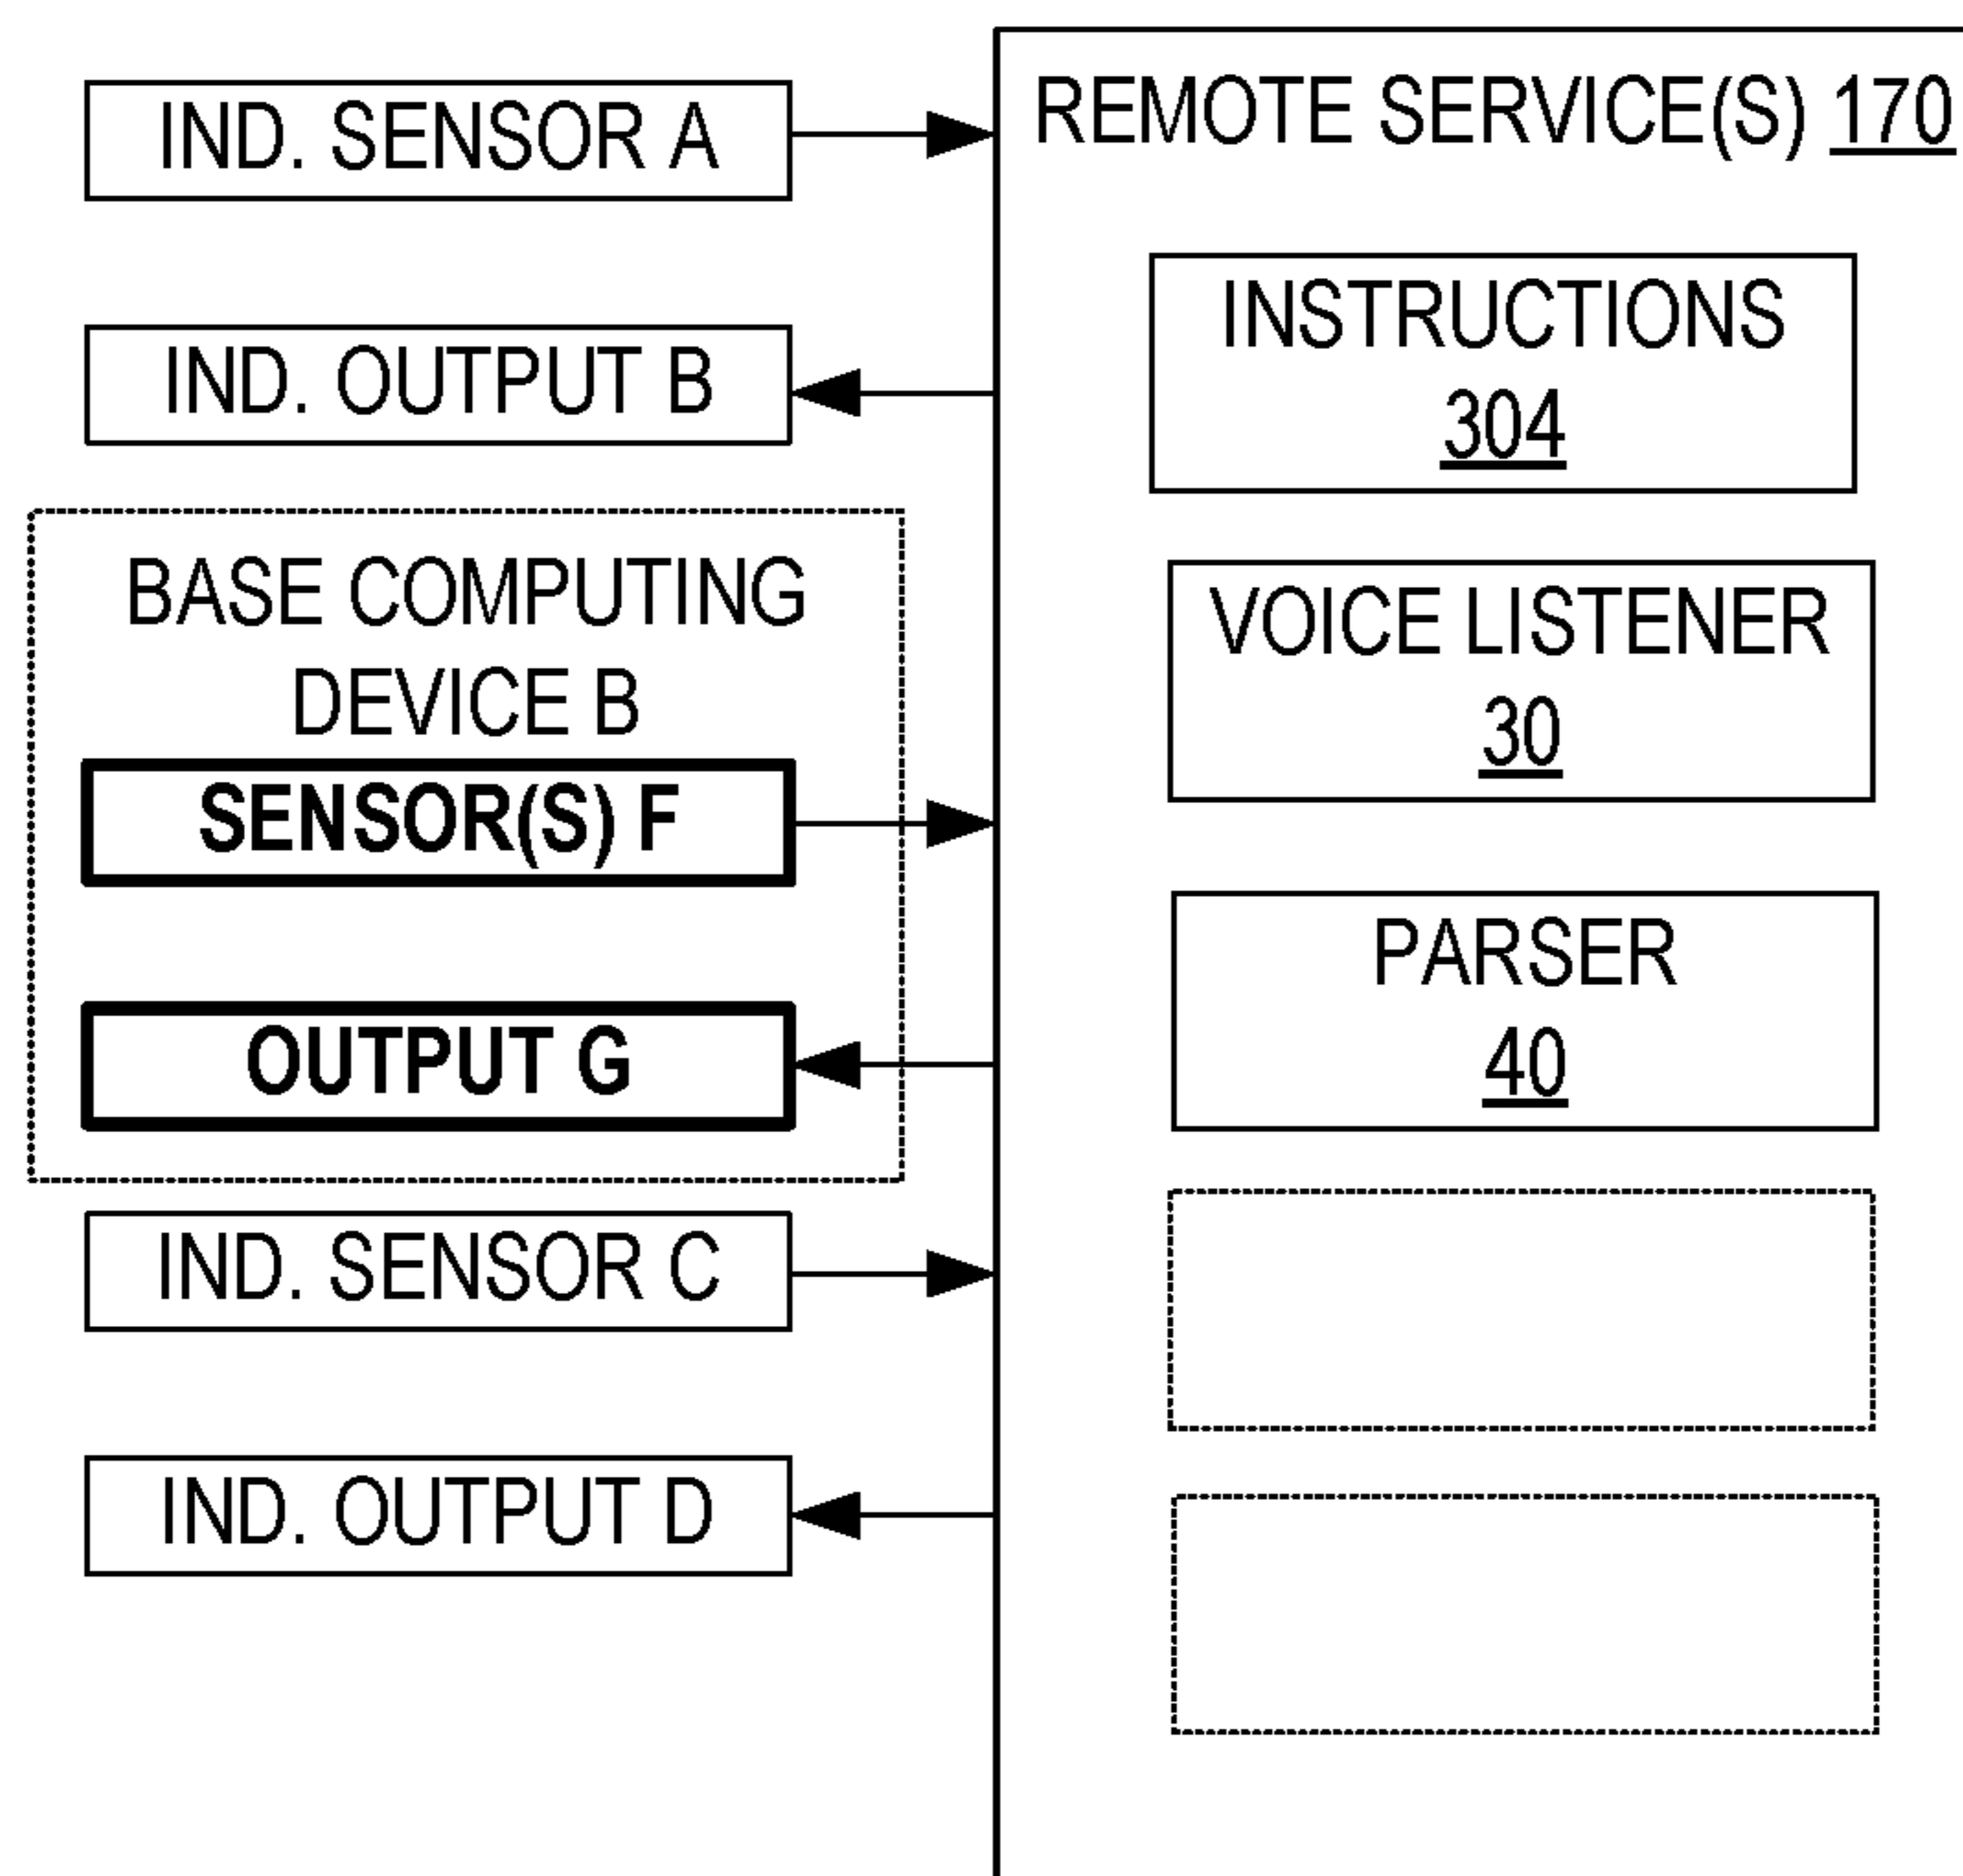 IND. SENSOR A
IND. OUTPUT B
BASE COMPUTING
DEVICE B
SENSOR(S) F
OUTPUT G
IND. SENSOR C
IND. OUTPUT D
REMOTE SERVICE(S) 170
INSTRUCTIONS
304
VOICE LISTENER
30
PARSER
40